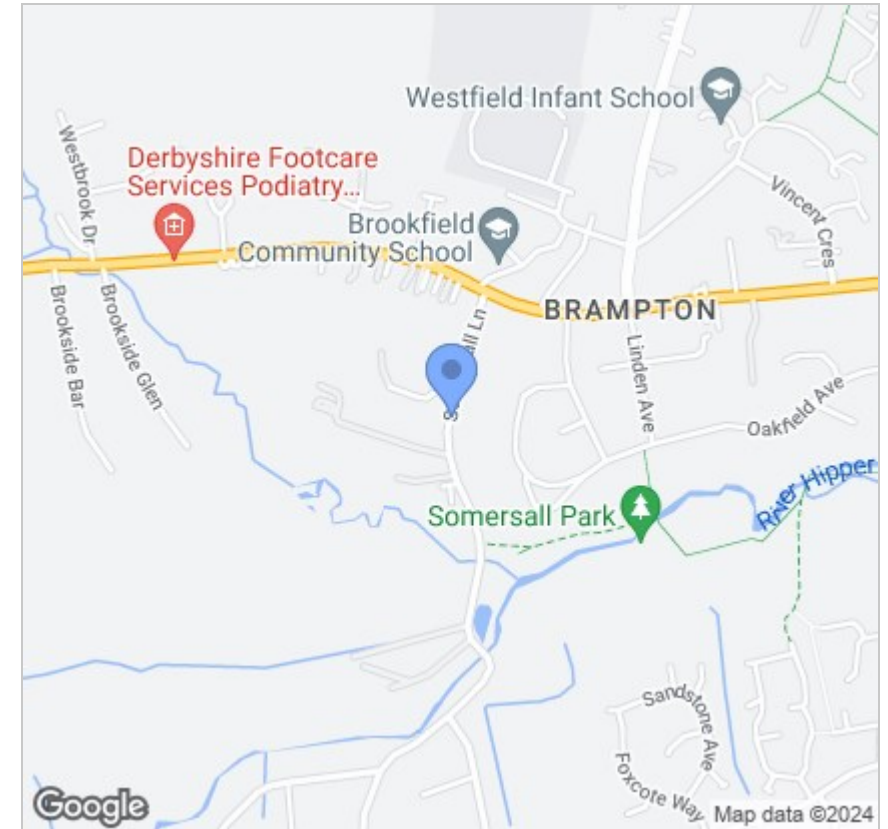 Westfield Infant School
Westbrook Dr
Derbyshire Footcare
Services Podiatry...
Vincent Cres
Brookfield
Community School
Brookside Bar
Brookside Glen
BRAMPTON
Linden Ave
Oakfield Ave
River Hipper
Somersall Park
Sandstone Ave
Foxcote Way
Google
Map data ©2024